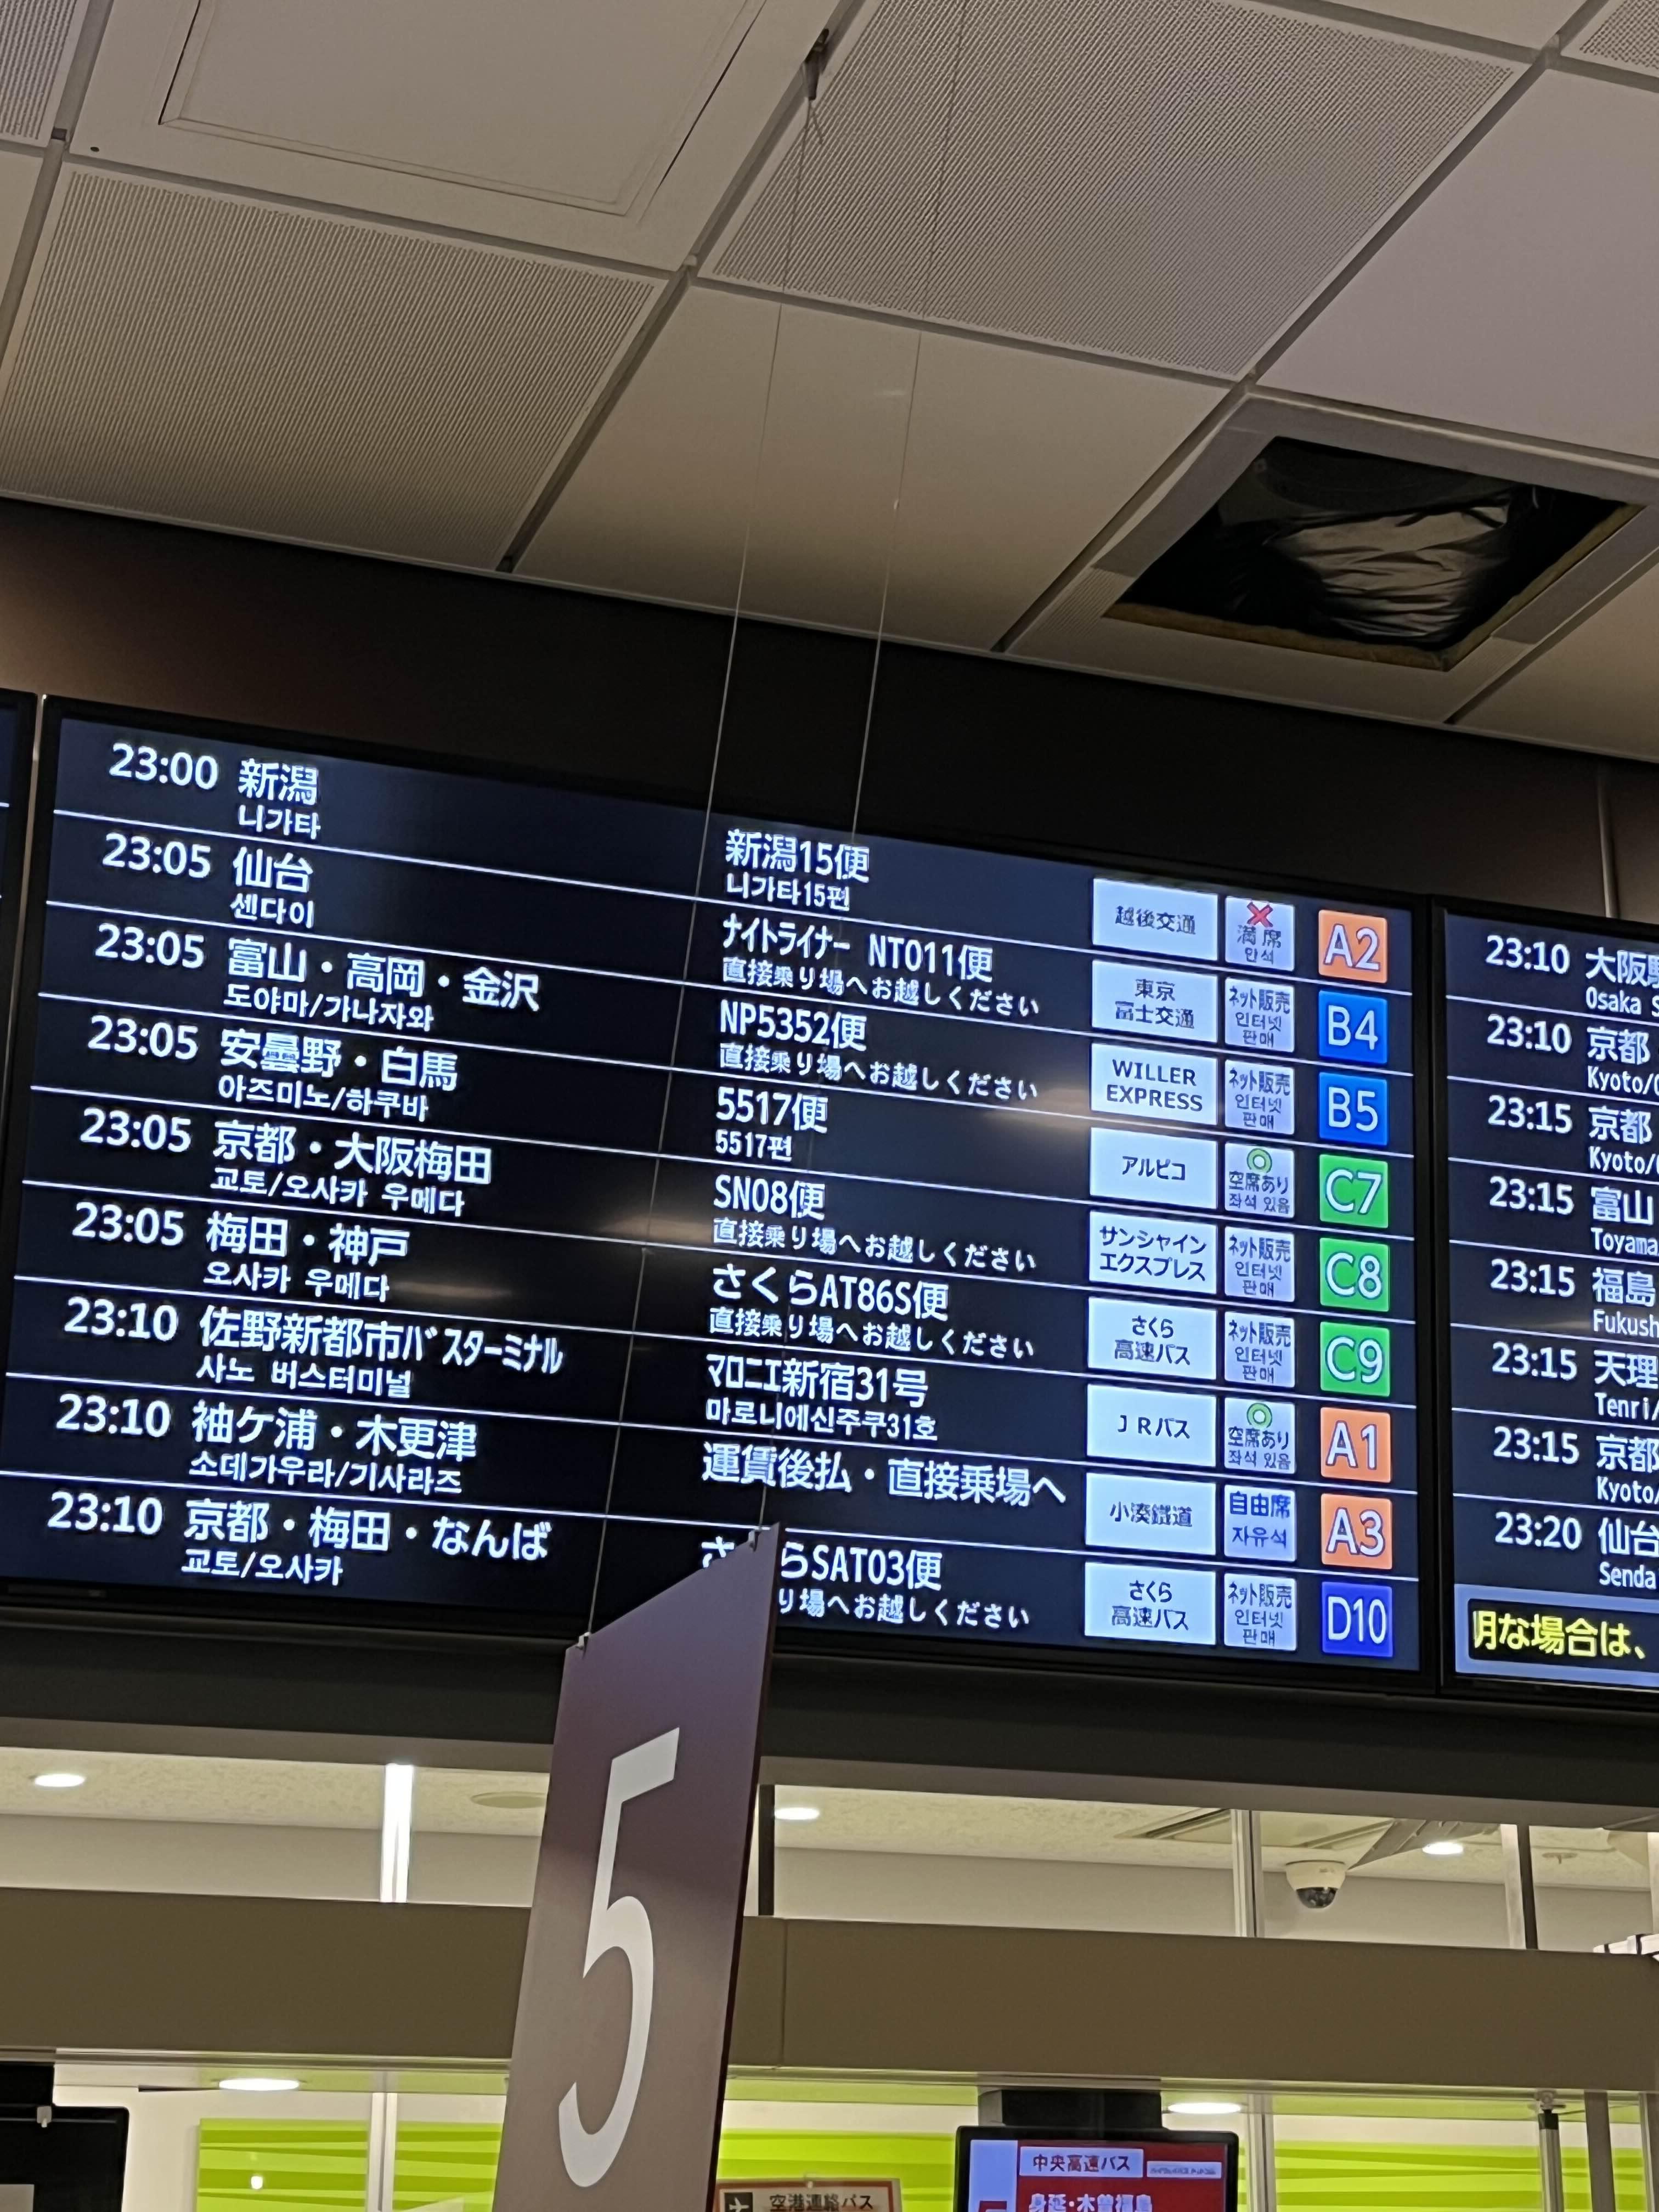 23:00 新潟
니가타
新潟15便
니가타15편
越後交通
満席
만석
A2
23:05 仙台
센다이
ナイトライナー NT011便
直接乗り場へお越しください
東京
富士交通
ネット販売
인터넷
판매
B4
23:05 富山・高岡・金沢
도야마/가나자와
NP5352便
直接乗り場へお越しください
WILLER
EXPRESS
ネット販売
인터넷
판매
B5
23:05 安曇野・白馬
아즈미노/하쿠바
5517便
5517편
アルピコ
空席あり
좌석 있음
C7
23:05 京都・大阪梅田
교토/오사카 우메다
SN08便
直接乗り場へお越しください
サンシャイン
エクスプレス
ネット販売
인터넷
판매
C8
23:05 梅田・神戸
오사카 우메다
さくらAT86S便
直接乗り場へお越しください
さくら
高速バス
ネット販売
인터넷
판매
C9
23:10 佐野新都市バスターミナル
사노 버스터미널
マロニエ新宿31号
마로니에신주쿠31호
JRバス
空席あり
좌석 있음
A1
23:10 袖ケ浦・木更津
소데가우라/기사라즈
運賃後払・直接乗場へ
小湊鐵道
自由席
자유석
A3
23:10 京都・梅田・なんば
교토/오사카
さ らSAT03便
り場へお越しください
さくら
高速バス
ネット販売
인터넷
판매
D10
23:10 大阪駅
Osaka S
23:10 京都
Kyoto/
23:15 京都
Kyoto/
23:15 富山
Toyama
23:15 福島
Fukush
23:15 天理
Tenri/
23:15 京都
Kyoto/
23:20 仙台
Senda
明な場合は、
5
中央高速バス
身延・木曽福島
空港連絡バス